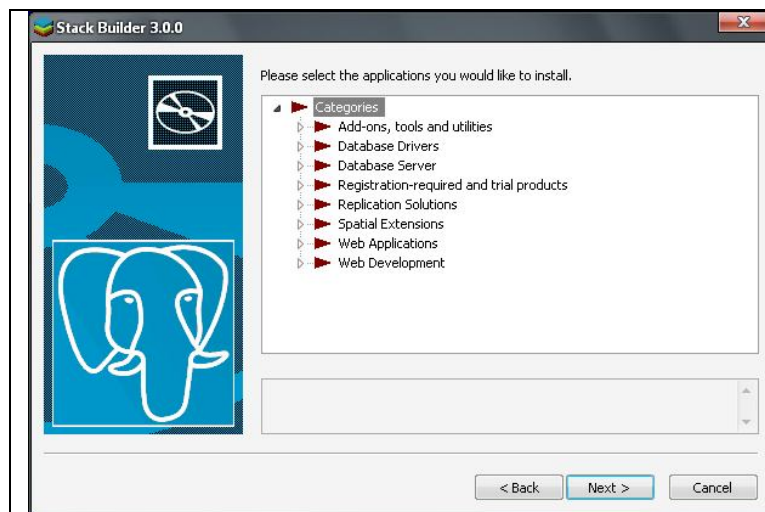 Stack Builder 3.0.0
Please select the applications you would like to install.
Categories
Add-ons, tools and utilities
Database Drivers
Database Server
Registration-required and trial products
Replication Solutions
Spatial Extensions
Web Applications
Web Development
< Back Next > Cancel